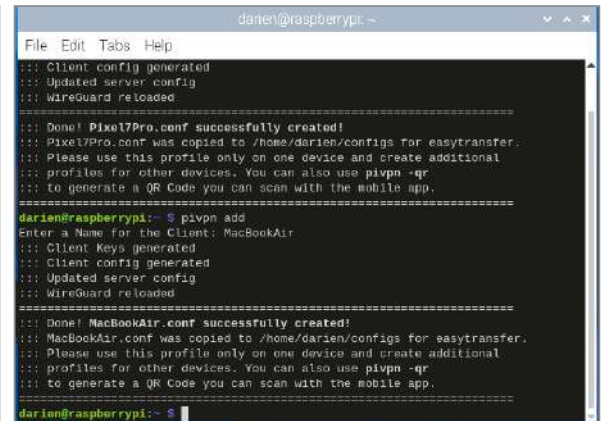 darien@raspberrypi: ~
File Edit Tabs Help
::: Client config generated
::: Updated server config
::: WireGuard reloaded
======================================================================
::: Done! Pixel7Pro.conf successfully created!
::: Pixel7Pro.conf was copied to /home/darien/configs for easytransfer.
::: Please use this profile only on one device and create additional
::: profiles for other devices. You can also use pivpn -qr
::: to generate a QR Code you can scan with the mobile app.
======================================================================
darien@raspberrypi:~ $ pivpn add
Enter a Name for the Client: MacBookAir
::: Client Keys generated
::: Client config generated
::: Updated server config
::: WireGuard reloaded
======================================================================
::: Done! MacBookAir.conf successfully created!
::: MacBookAir.conf was copied to /home/darien/configs for easytransfer.
::: Please use this profile only on one device and create additional
::: profiles for other devices. You can also use pivpn -qr
::: to generate a QR Code you can scan with the mobile app.
======================================================================
darien@raspberrypi:~ $